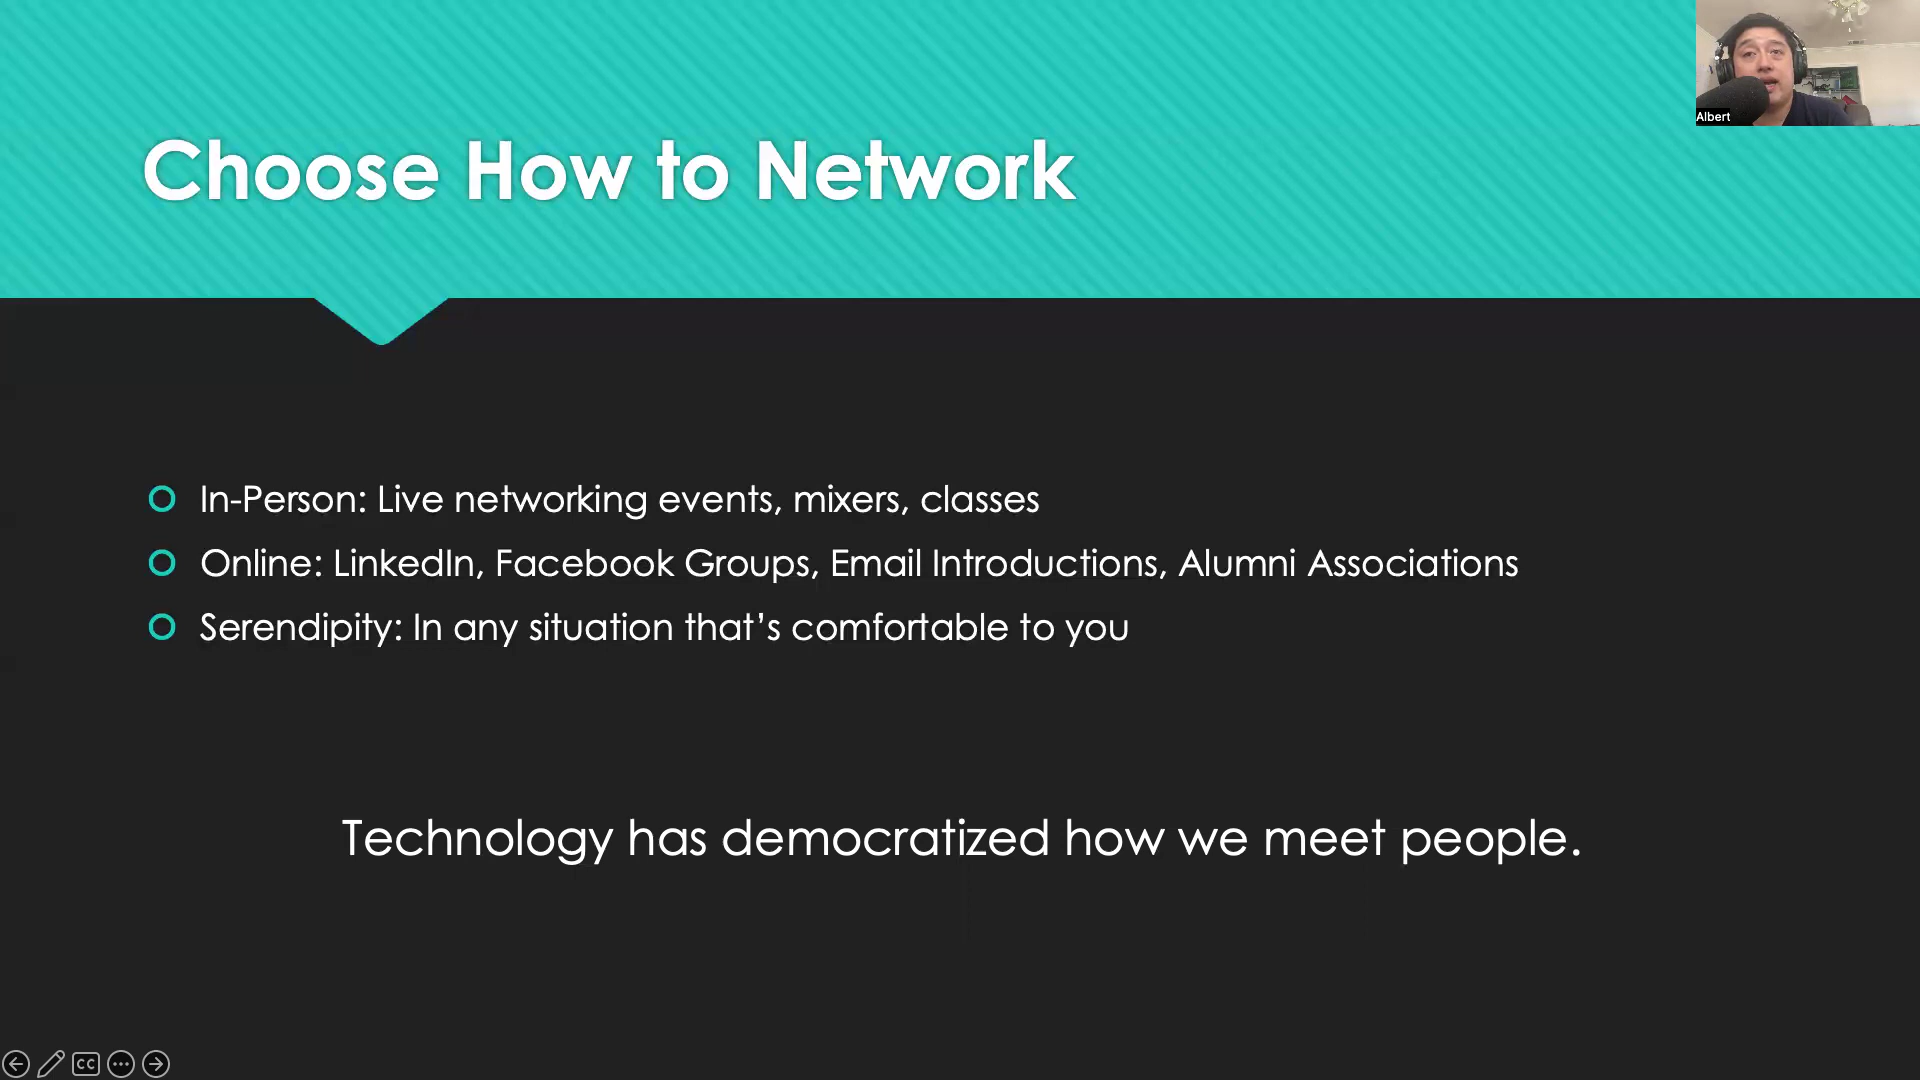 Albert
Choose How to Network
In-Person: Live networking events, mixers, classes
Online: LinkedIn, Facebook Groups, Email Introductions, Alumni Associations
Serendipity: In any situation that’s comfortable to you
Technology has democratized how we meet people.
CC